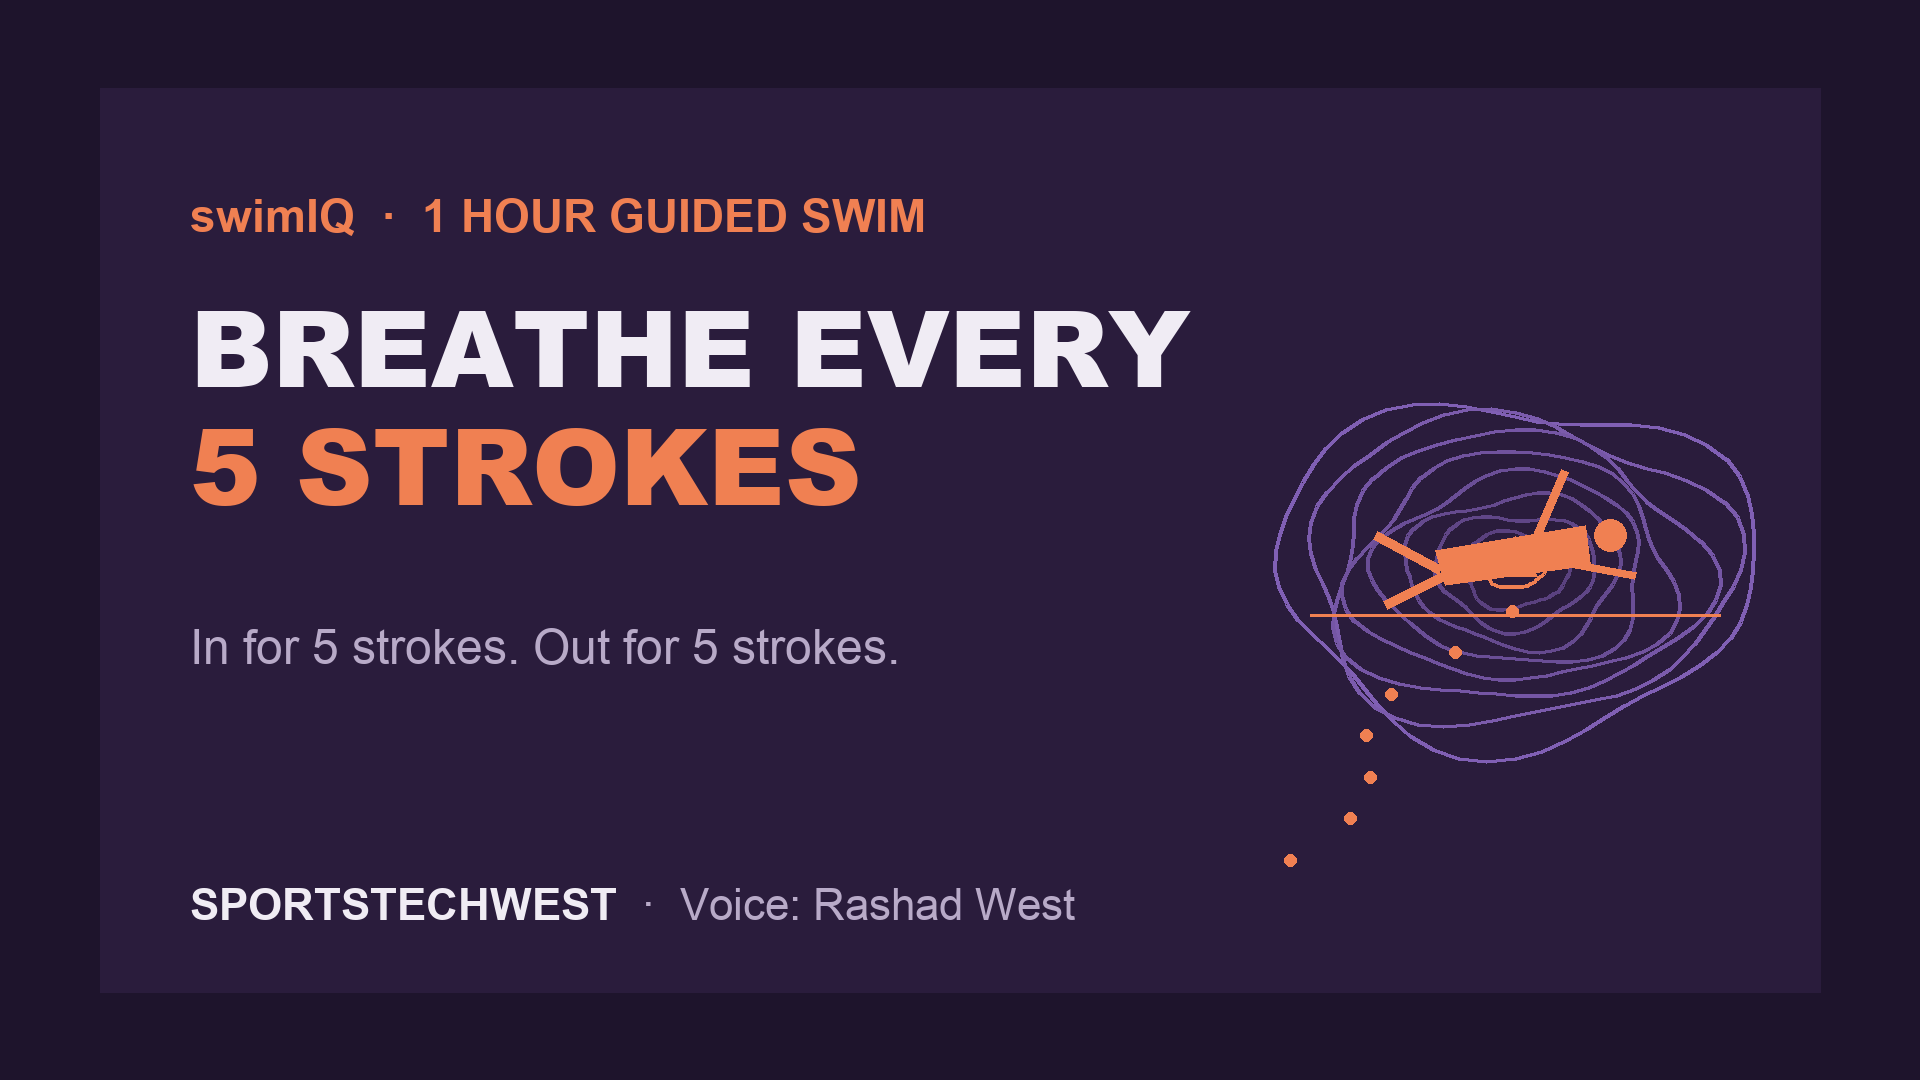 swimIQ · 1 HOUR GUIDED SWIM
BREATHE EVERY
5 STROKES
In for 5 strokes. Out for 5 strokes.
SPORTSTECHWEST · Voice: Rashad West